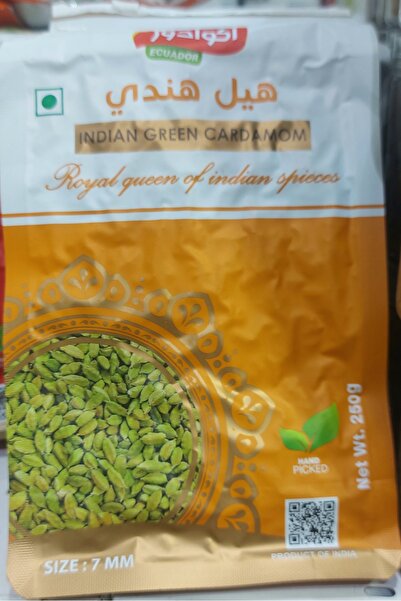 اكوادور
ECUADOR
هيل هندي
INDIAN GREEN CARDAMOM
Royal queen of indian spieces
Net Wt. 250g
HAND
PICKED
SIZE : 7 MM
PRODUCT OF INDIA